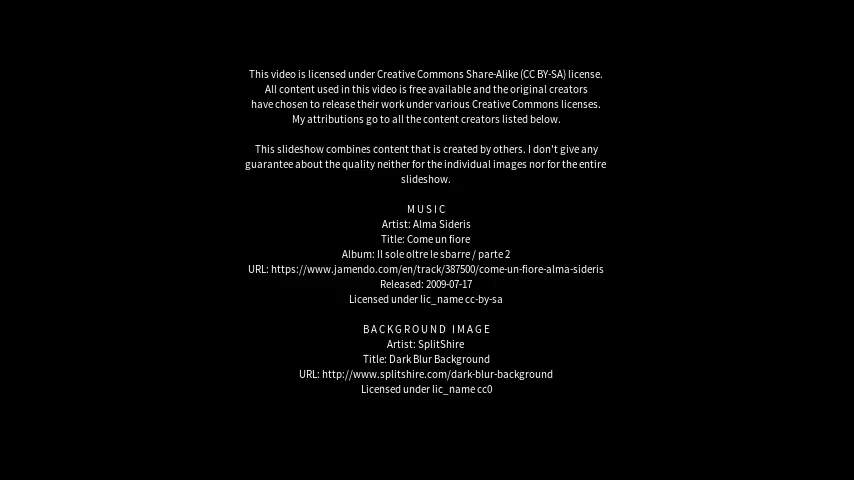 This video is licensed under Creative Commons Share-Alike (CC BY-SA) license.
All content used in this video is free available and the original creators
have chosen to release their work under various Creative Commons licenses.
My attributions go to all the content creators listed below.
This slideshow combines content that is created by others. I don't give any
guarantee about the quality neither for the individual images nor for the entire
slideshow.
MUSIC
Artist: Alma Sideris
Title: Come un fiore
Album: Il sole oltre le sbarre / parte 2
URL: https://www.jamendo.com/en/track/387500/come-un-fiore-alma-sideris
Released: 2009-07-17
Licensed under lic_name cc-by-sa
BACKGROUND IMAGE
Artist: SplitShire
Title: Dark Blur Background
URL: http://www.splitshire.com/dark-blur-background
Licensed under lic_name cc0